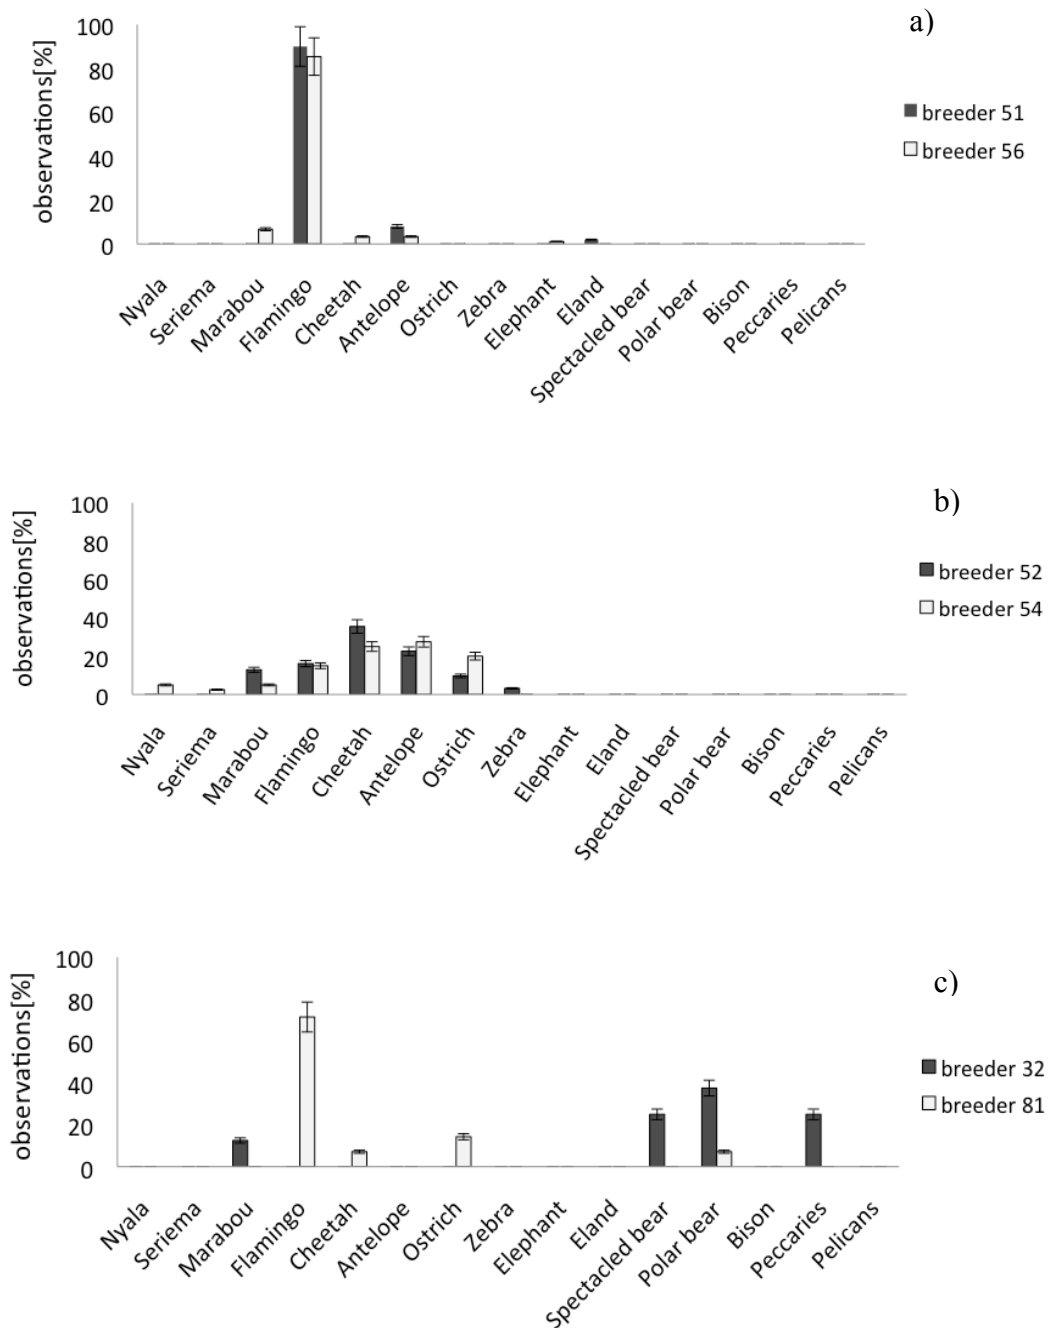 a)
observations[%]
100
80
60
40
20
0
breeder 51
breeder 56
Nyala
Seriema
Marabou
Flamingo
Cheetah
Antelope
Ostrich
Zebra
Elephant
Eland
Spectacled bear
Polar bear
Bison
Peccaries
Pelicans
b)
observations[%]
100
80
60
40
20
0
breeder 52
breeder 54
Nyala
Seriema
Marabou
Flamingo
Cheetah
Antelope
Ostrich
Zebra
Elephant
Eland
Spectacled bear
Polar bear
Bison
Peccaries
Pelicans
c)
observations[%]
100
80
60
40
20
0
breeder 32
breeder 81
Nyala
Seriema
Marabou
Flamingo
Cheetah
Antelope
Ostrich
Zebra
Elephant
Eland
Spectacled bear
Polar bear
Bison
Peccaries
Pelicans